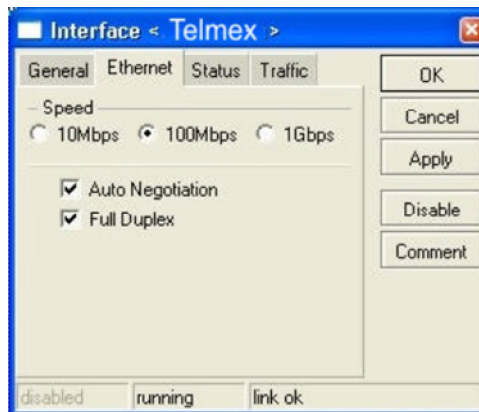 Interface < Telmex >
General Ethernet Status Traffic
OK
Speed
Cancel
10Mbps 100Mbps 1Gbps
Apply
Auto Negotiation
Disable
Full Duplex
Comment
disabled running link ok